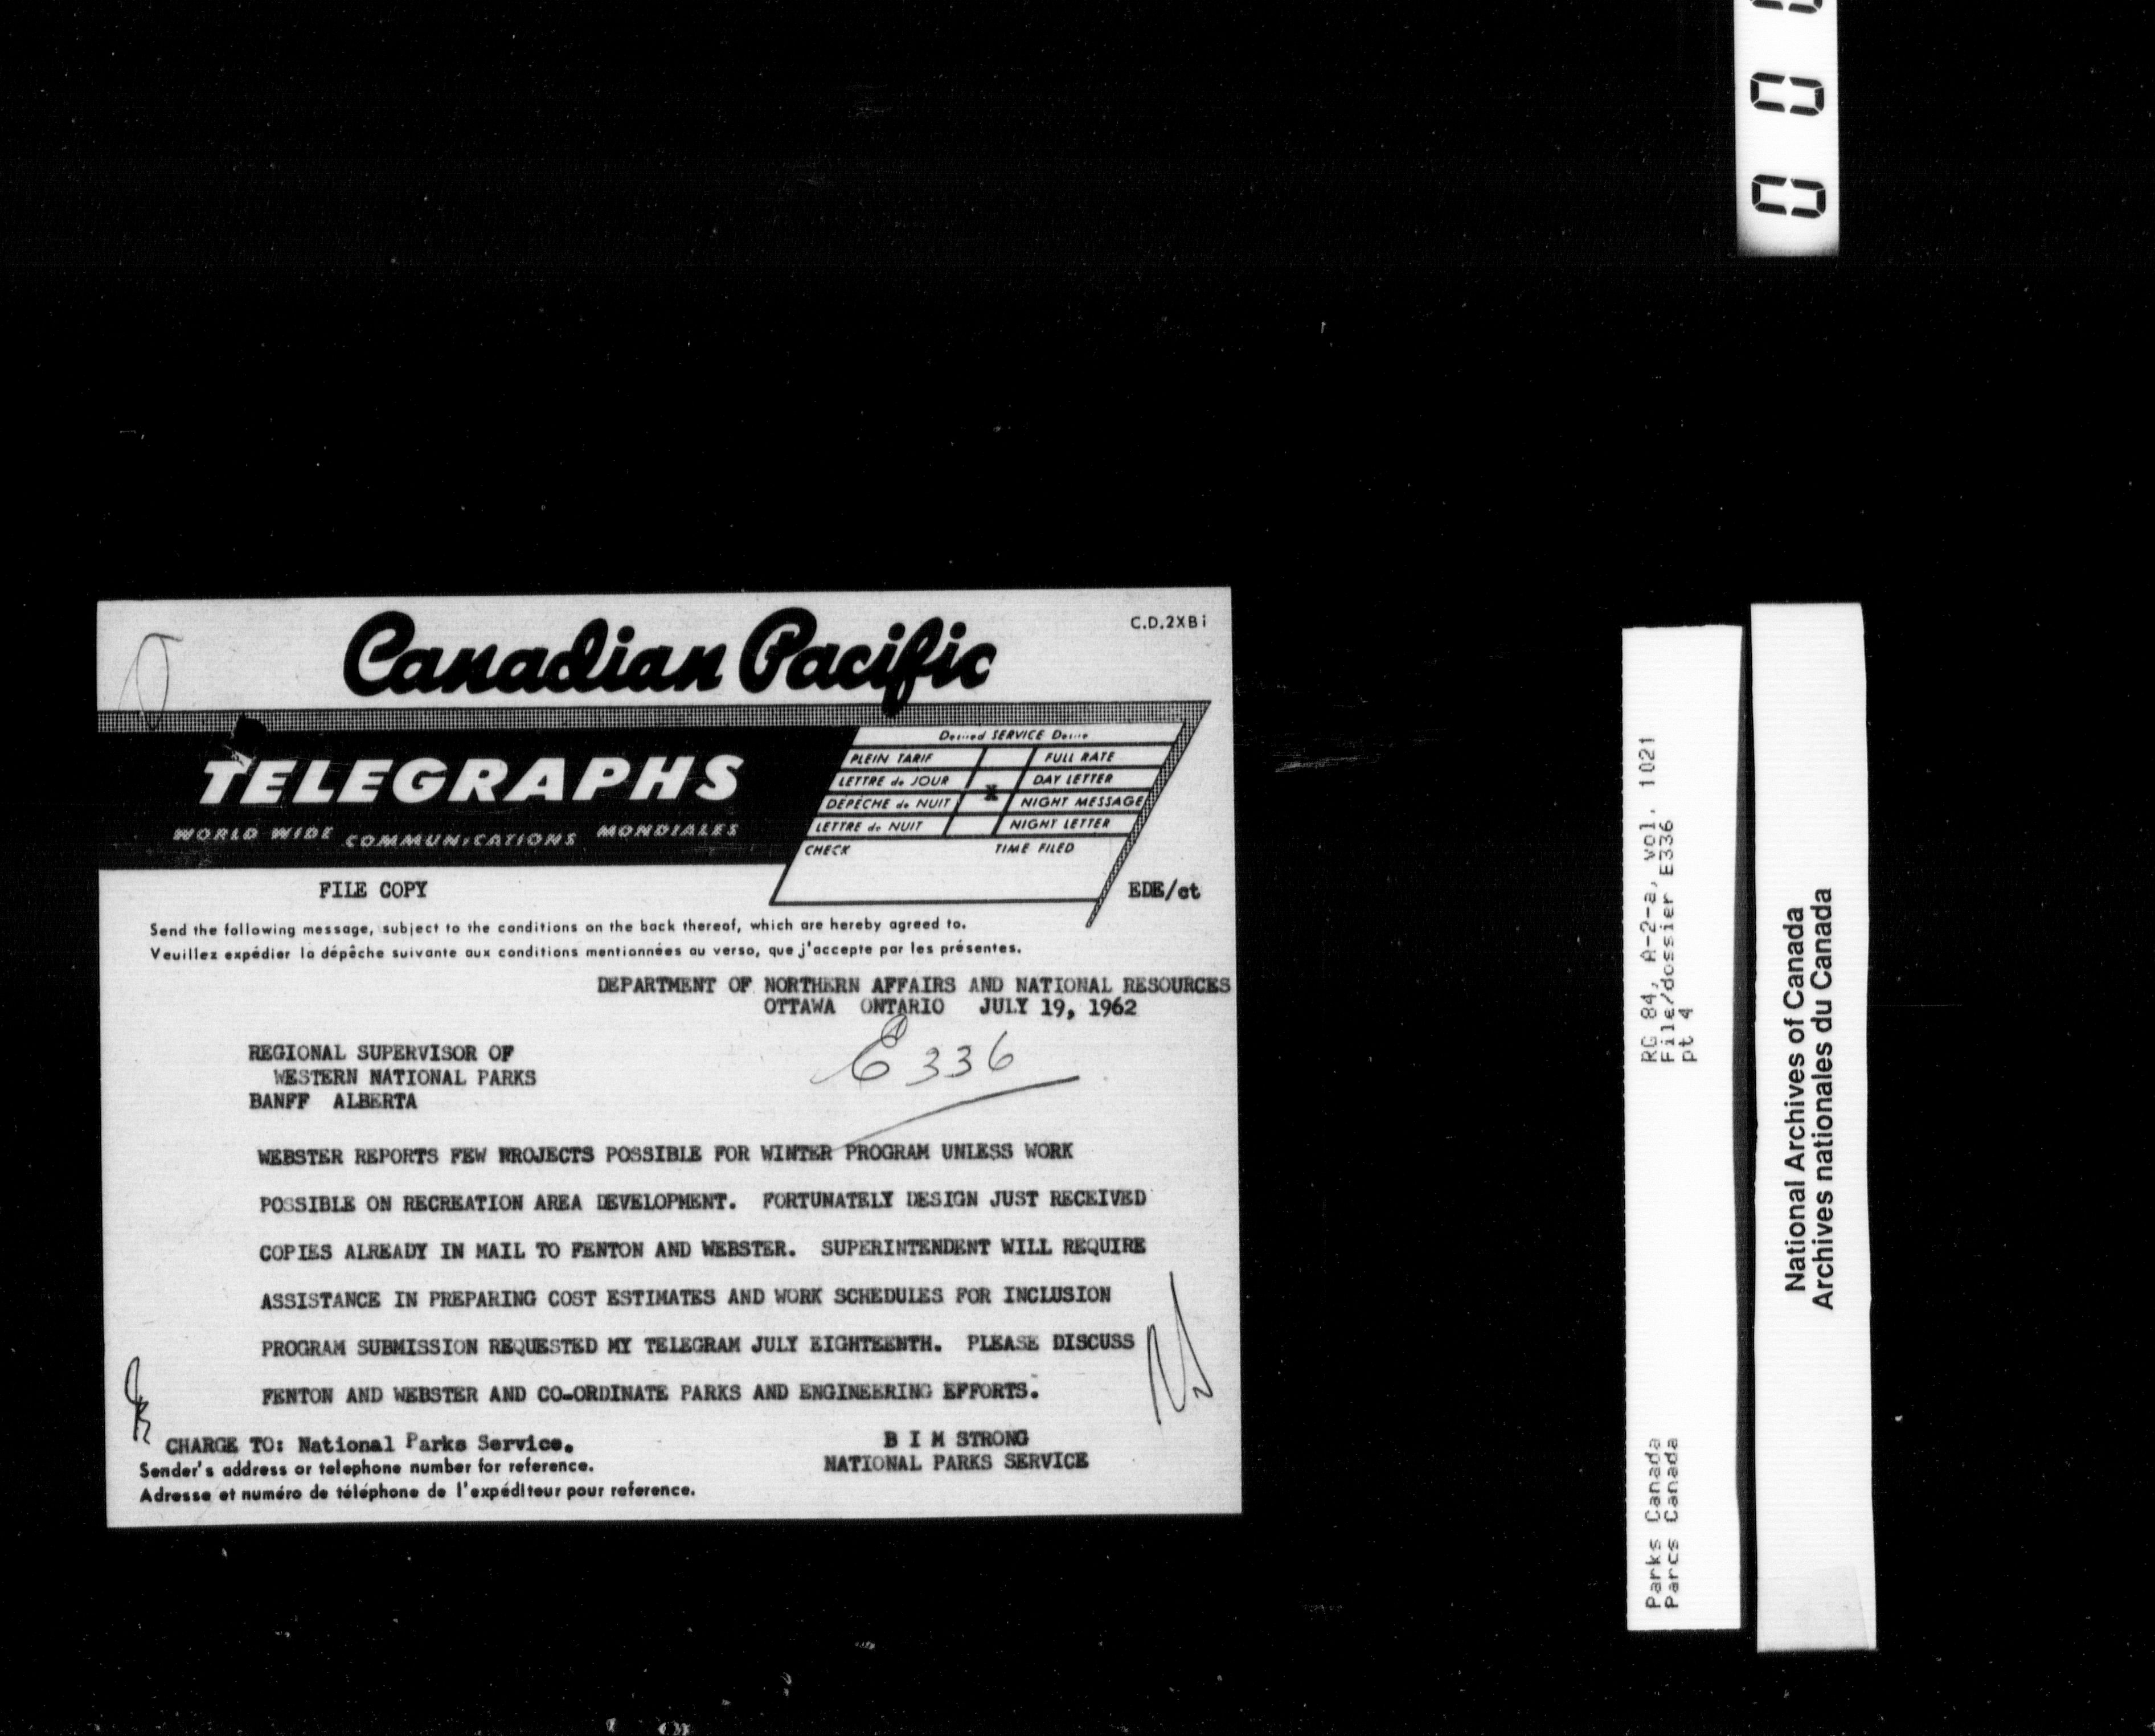 Canadian Pacific
C.D.2XBi
TELEGRAPHS
WORLD WIDE COMMUNICATIONS MONDIALES
Desired SERVICE Désiré
PLEIN TARIF FULL RATE
LETTRE de JOUR DAY LETTER
DÉPÊCHE de NUIT X NIGHT MESSAGE
LETTRE de NUIT NIGHT LETTER
CHECK TIME FILED
FILE COPY
EDE/et
Send the following message, subject to the conditions on the back thereof, which are hereby agreed to.
Veuillez expédier la dépêche suivante aux conditions mentionnées au verso, que j'accepte par les présentes.
DEPARTMENT OF NORTHERN AFFAIRS AND NATIONAL RESOURCES
OTTAWA ONTARIO JULY 19, 1962
E 336
REGIONAL SUPERVISOR OF
WESTERN NATIONAL PARKS
BANFF ALBERTA
WEBSTER REPORTS FEW PROJECTS POSSIBLE FOR WINTER PROGRAM UNLESS WORK
POSSIBLE ON RECREATION AREA DEVELOPMENT. FORTUNATELY DESIGN JUST RECEIVED
COPIES ALREADY IN MAIL TO FENTON AND WEBSTER. SUPERINTENDENT WILL REQUIRE
ASSISTANCE IN PREPARING COST ESTIMATES AND WORK SCHEDULES FOR INCLUSION
PROGRAM SUBMISSION REQUESTED MY TELEGRAM JULY EIGHTEENTH. PLEASE DISCUSS
FENTON AND WEBSTER AND CO-ORDINATE PARKS AND ENGINEERING EFFORTS.
CHARGE TO: National Parks Service.
B I M STRONG
NATIONAL PARKS SERVICE
Sender's address or telephone number for reference.
Adresse et numéro de téléphone de l'expéditeur pour reference.
RG 84, A-2-a, vol. 1021
File/dossier E336
pt 4
Parks Canada
Parcs Canada
National Archives of Canada
Archives nationales du Canada